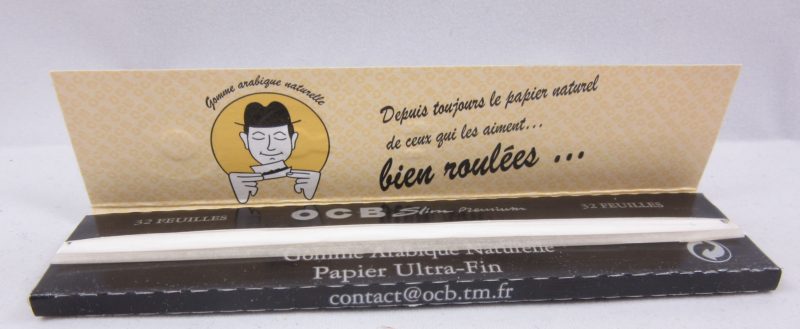 Gomme arabique naturelle
Depuis toujours le papier naturel
de ceux qui les aiment...
bien roulées ...
32 FEUILLES OCB Slim Premium 32 FEUILLES
Gomme Arabique Naturelle
Papier Ultra-Fin
contact@ocb.tm.fr